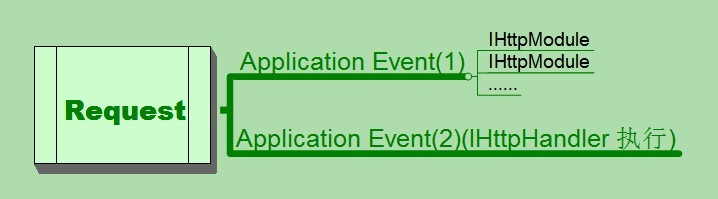 IHttpModule
Application Event(1)
IHttpModule
......
Request
Application Event(2)(IHttpHandler 执行)